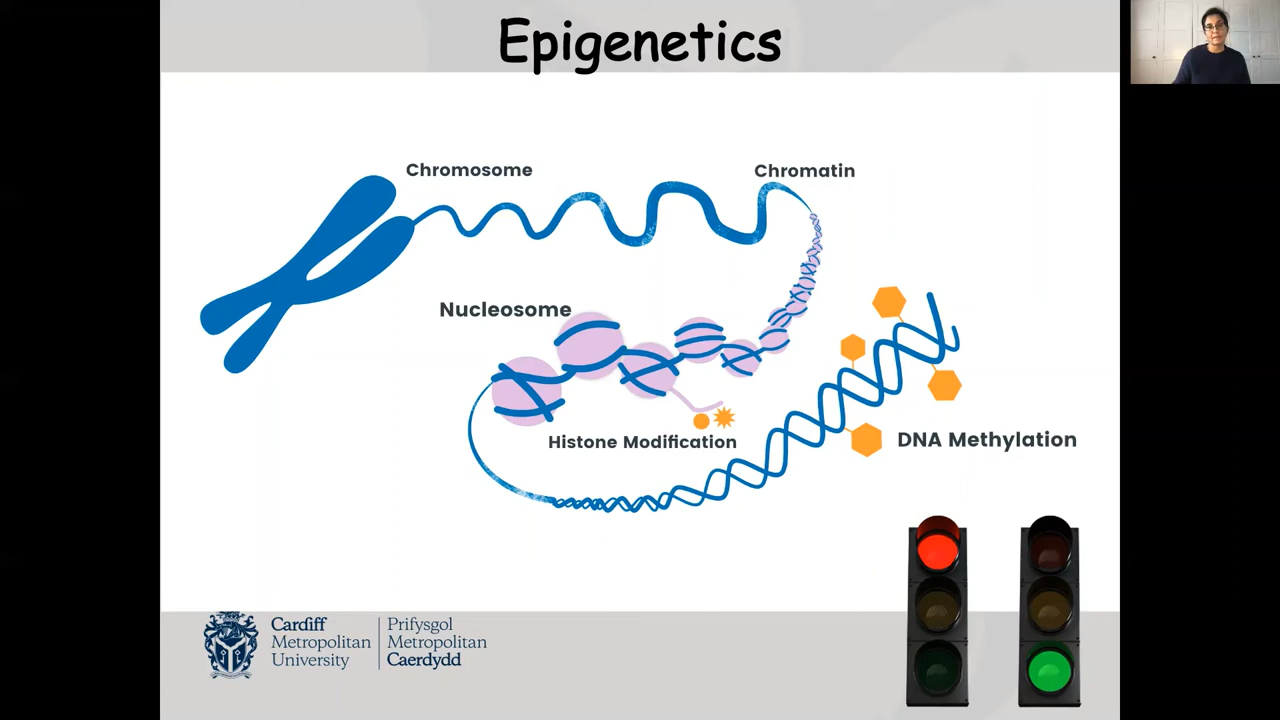 Epigenetics
Chromosome
Chromatin
Nucleosome
Histone Modification
DNA Methylation
Cardiff
Metropolitan
University
Prifysgol
Metropolitan
Caerdydd